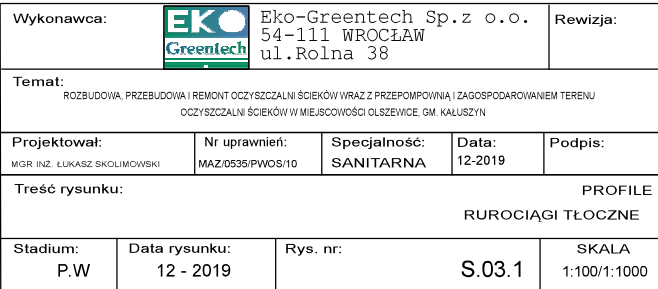 Wykonawca:
EKO
Greentech
Eko-Greentech Sp.z o.o.
54-111 WROCŁAW
ul.Rolna 38
Rewizja:
Temat:
ROZBUDOWA, PRZEBUDOWA I REMONT OCZYSZCZALNI ŚCIEKÓW WRAZ Z PRZEPOMPOWNIĄ I ZAGOSPODAROWANIEM TERENU
OCZYSZCZALNI ŚCIEKÓW W MIEJSCOWOŚCI OLSZEWICE, GM. KAŁUSZYN
Projektował:
MGR INŻ. ŁUKASZ SKOLIMOWSKI
Nr uprawnień:
MAZ/0535/PWOS/10
Specjalność:
SANITARNA
Data:
12-2019
Podpis:
Treść rysunku:
PROFILE
RUROCIĄGI TŁOCZNE
Stadium:
P.W
Data rysunku:
12 - 2019
Rys. nr:
S.03.1
SKALA
1:100/1:1000